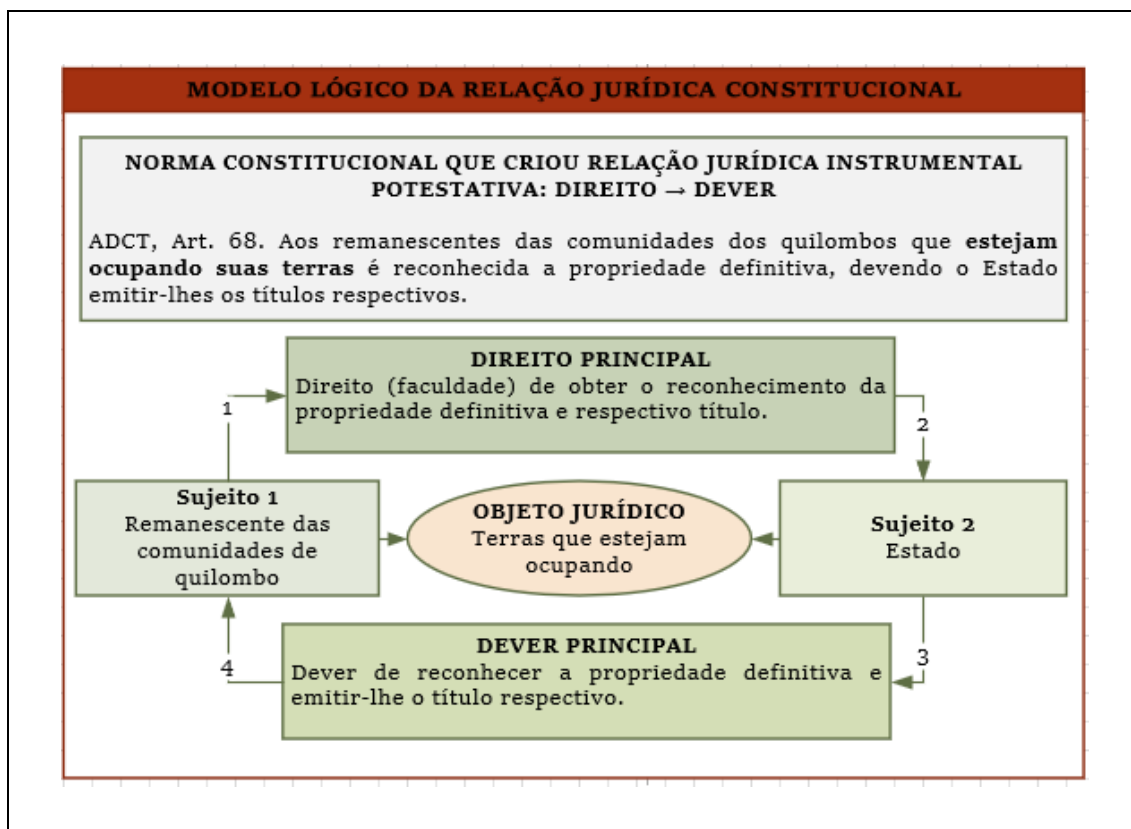 MODELO LÓGICO DA RELAÇÃO JURÍDICA CONSTITUCIONAL
NORMA CONSTITUCIONAL QUE CRIOU RELAÇÃO JURÍDICA INSTRUMENTAL
POTESTATIVA: DIREITO → DEVER
ADCT, Art. 68. Aos remanescentes das comunidades dos quilombos que estejam
ocupando suas terras é reconhecida a propriedade definitiva, devendo o Estado
emitir-lhes os títulos respectivos.
DIREITO PRINCIPAL
Direito (faculdade) de obter o reconhecimento da
propriedade definitiva e respectivo título.
1
2
Sujeito 1
Remanescente das
comunidades de
quilombo
OBJETO JURÍDICO
Terras que estejam
ocupando
Sujeito 2
Estado
DEVER PRINCIPAL
Dever de reconhecer a propriedade definitiva e
emitir-lhe o título respectivo.
3
4